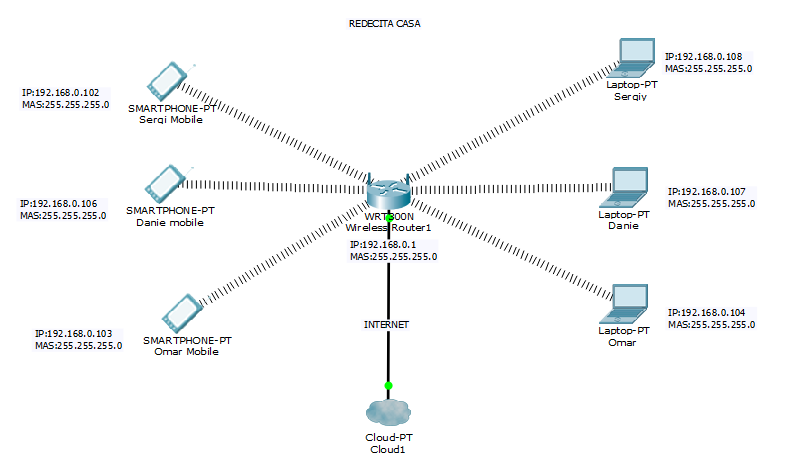 REDECITA CASA
IP:192.168.0.102
MAS:255.255.255.0
SMARTPHONE-PT
Sergi Mobile
IP:192.168.0.108
MAS:255.255.255.0
Laptop-PT
Sergiy
IP:192.168.0.106
MAS:255.255.255.0
SMARTPHONE-PT
Danie mobile
WRT300N
Wireless Router1
IP:192.168.0.1
MAS:255.255.255.0
Laptop-PT
Danie
IP:192.168.0.107
MAS:255.255.255.0
IP:192.168.0.103
MAS:255.255.255.0
SMARTPHONE-PT
Omar Mobile
INTERNET
Laptop-PT
Omar
IP:192.168.0.104
MAS:255.255.255.0
Cloud-PT
Cloud1